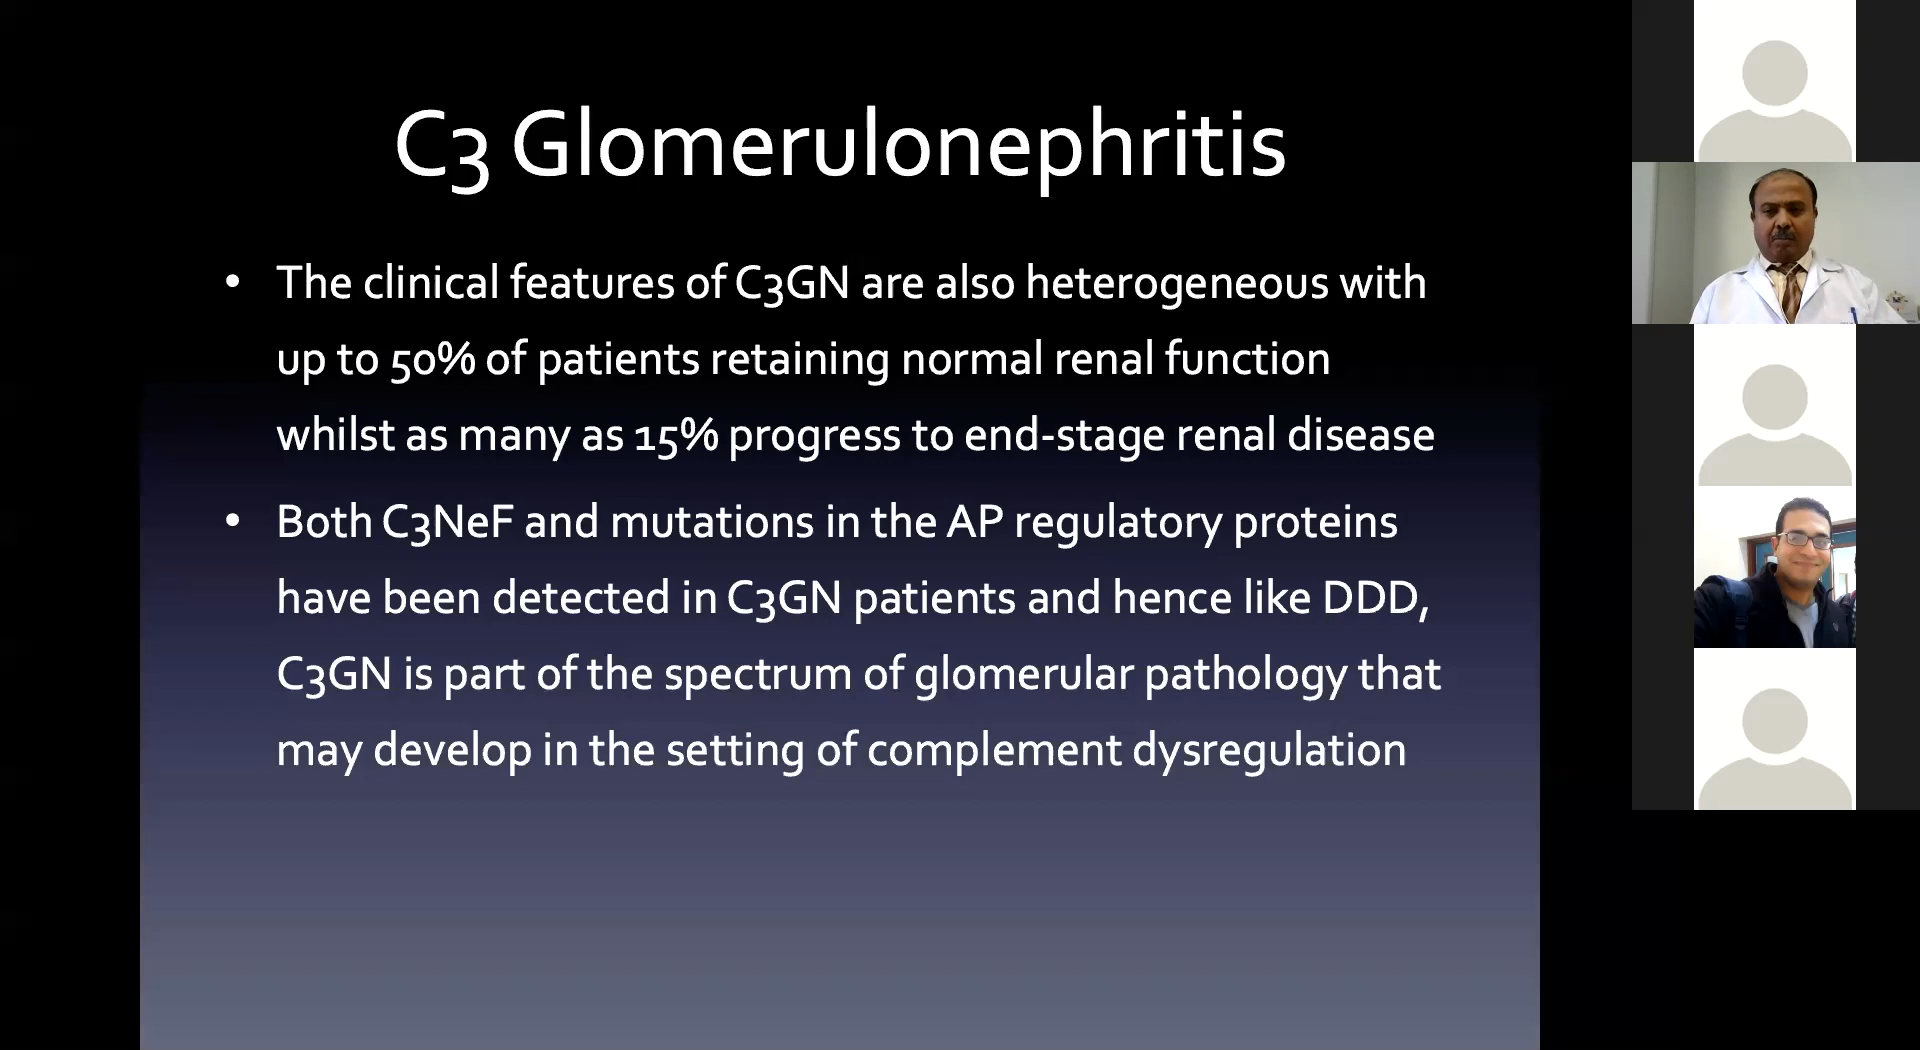 C3 Glomerulonephritis
• The clinical features of C3GN are also heterogeneous with
up to 50% of patients retaining normal renal function
whilst as many as 15% progress to end-stage renal disease
• Both C3NeF and mutations in the AP regulatory proteins
have been detected in C3GN patients and hence like DDD,
C3GN is part of the spectrum of glomerular pathology that
may develop in the setting of complement dysregulation